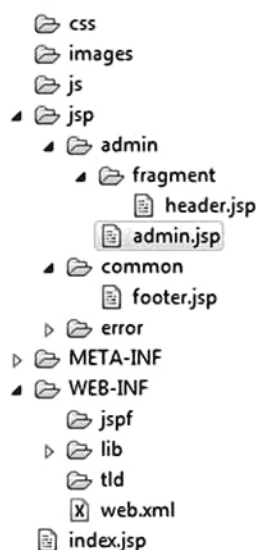 css
images
js
jsp
admin
fragment
header.jsp
admin.jsp
common
footer.jsp
error
META-INF
WEB-INF
jspf
lib
tld
web.xml
index.jsp